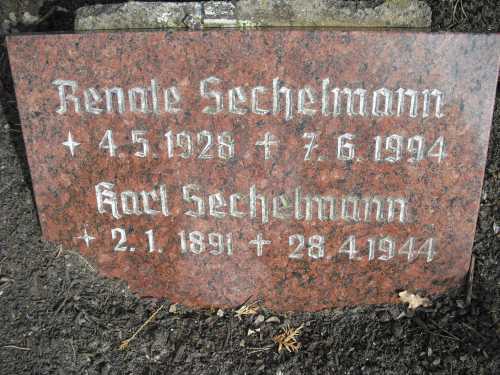 Renate Sechelmann
✦ 4.5.1928 ✝ 7.6.1994
Karl Sechelmann
✦ 2.1.1891 ✝ 28.4.1944